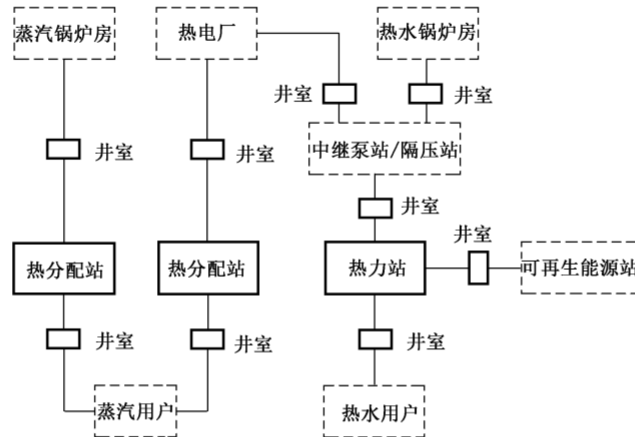 蒸汽锅炉房
热电厂
热水锅炉房
井室
井室
井室
井室
中继泵站/隔压站
井室
井室
热分配站
热分配站
热力站
可再生能源站
井室
井室
井室
蒸汽用户
热水用户